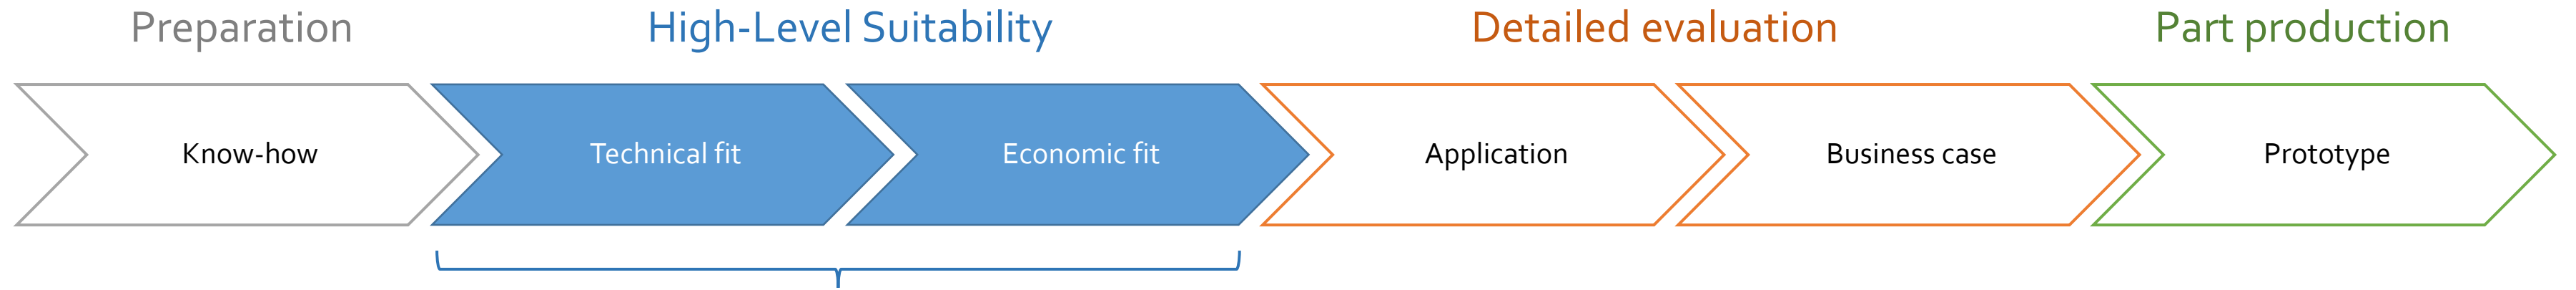 Preparation
High-Level Suitability
Detailed evaluation
Part production
Know-how
Technical fit
Economic fit
Application
Business case
Prototype